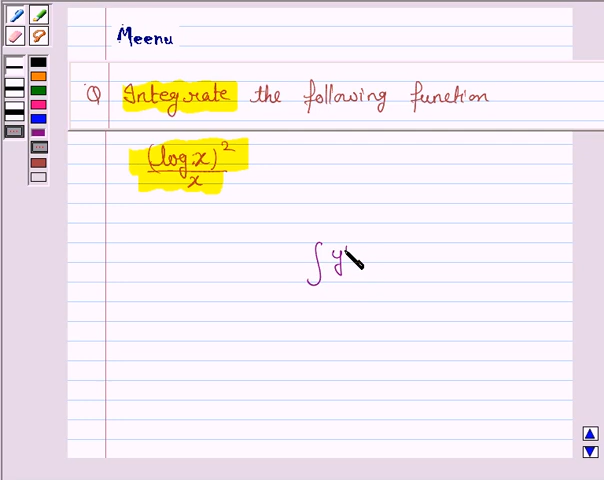 Meenu
Q Integrate the following function
(log x)²
x
∫ y